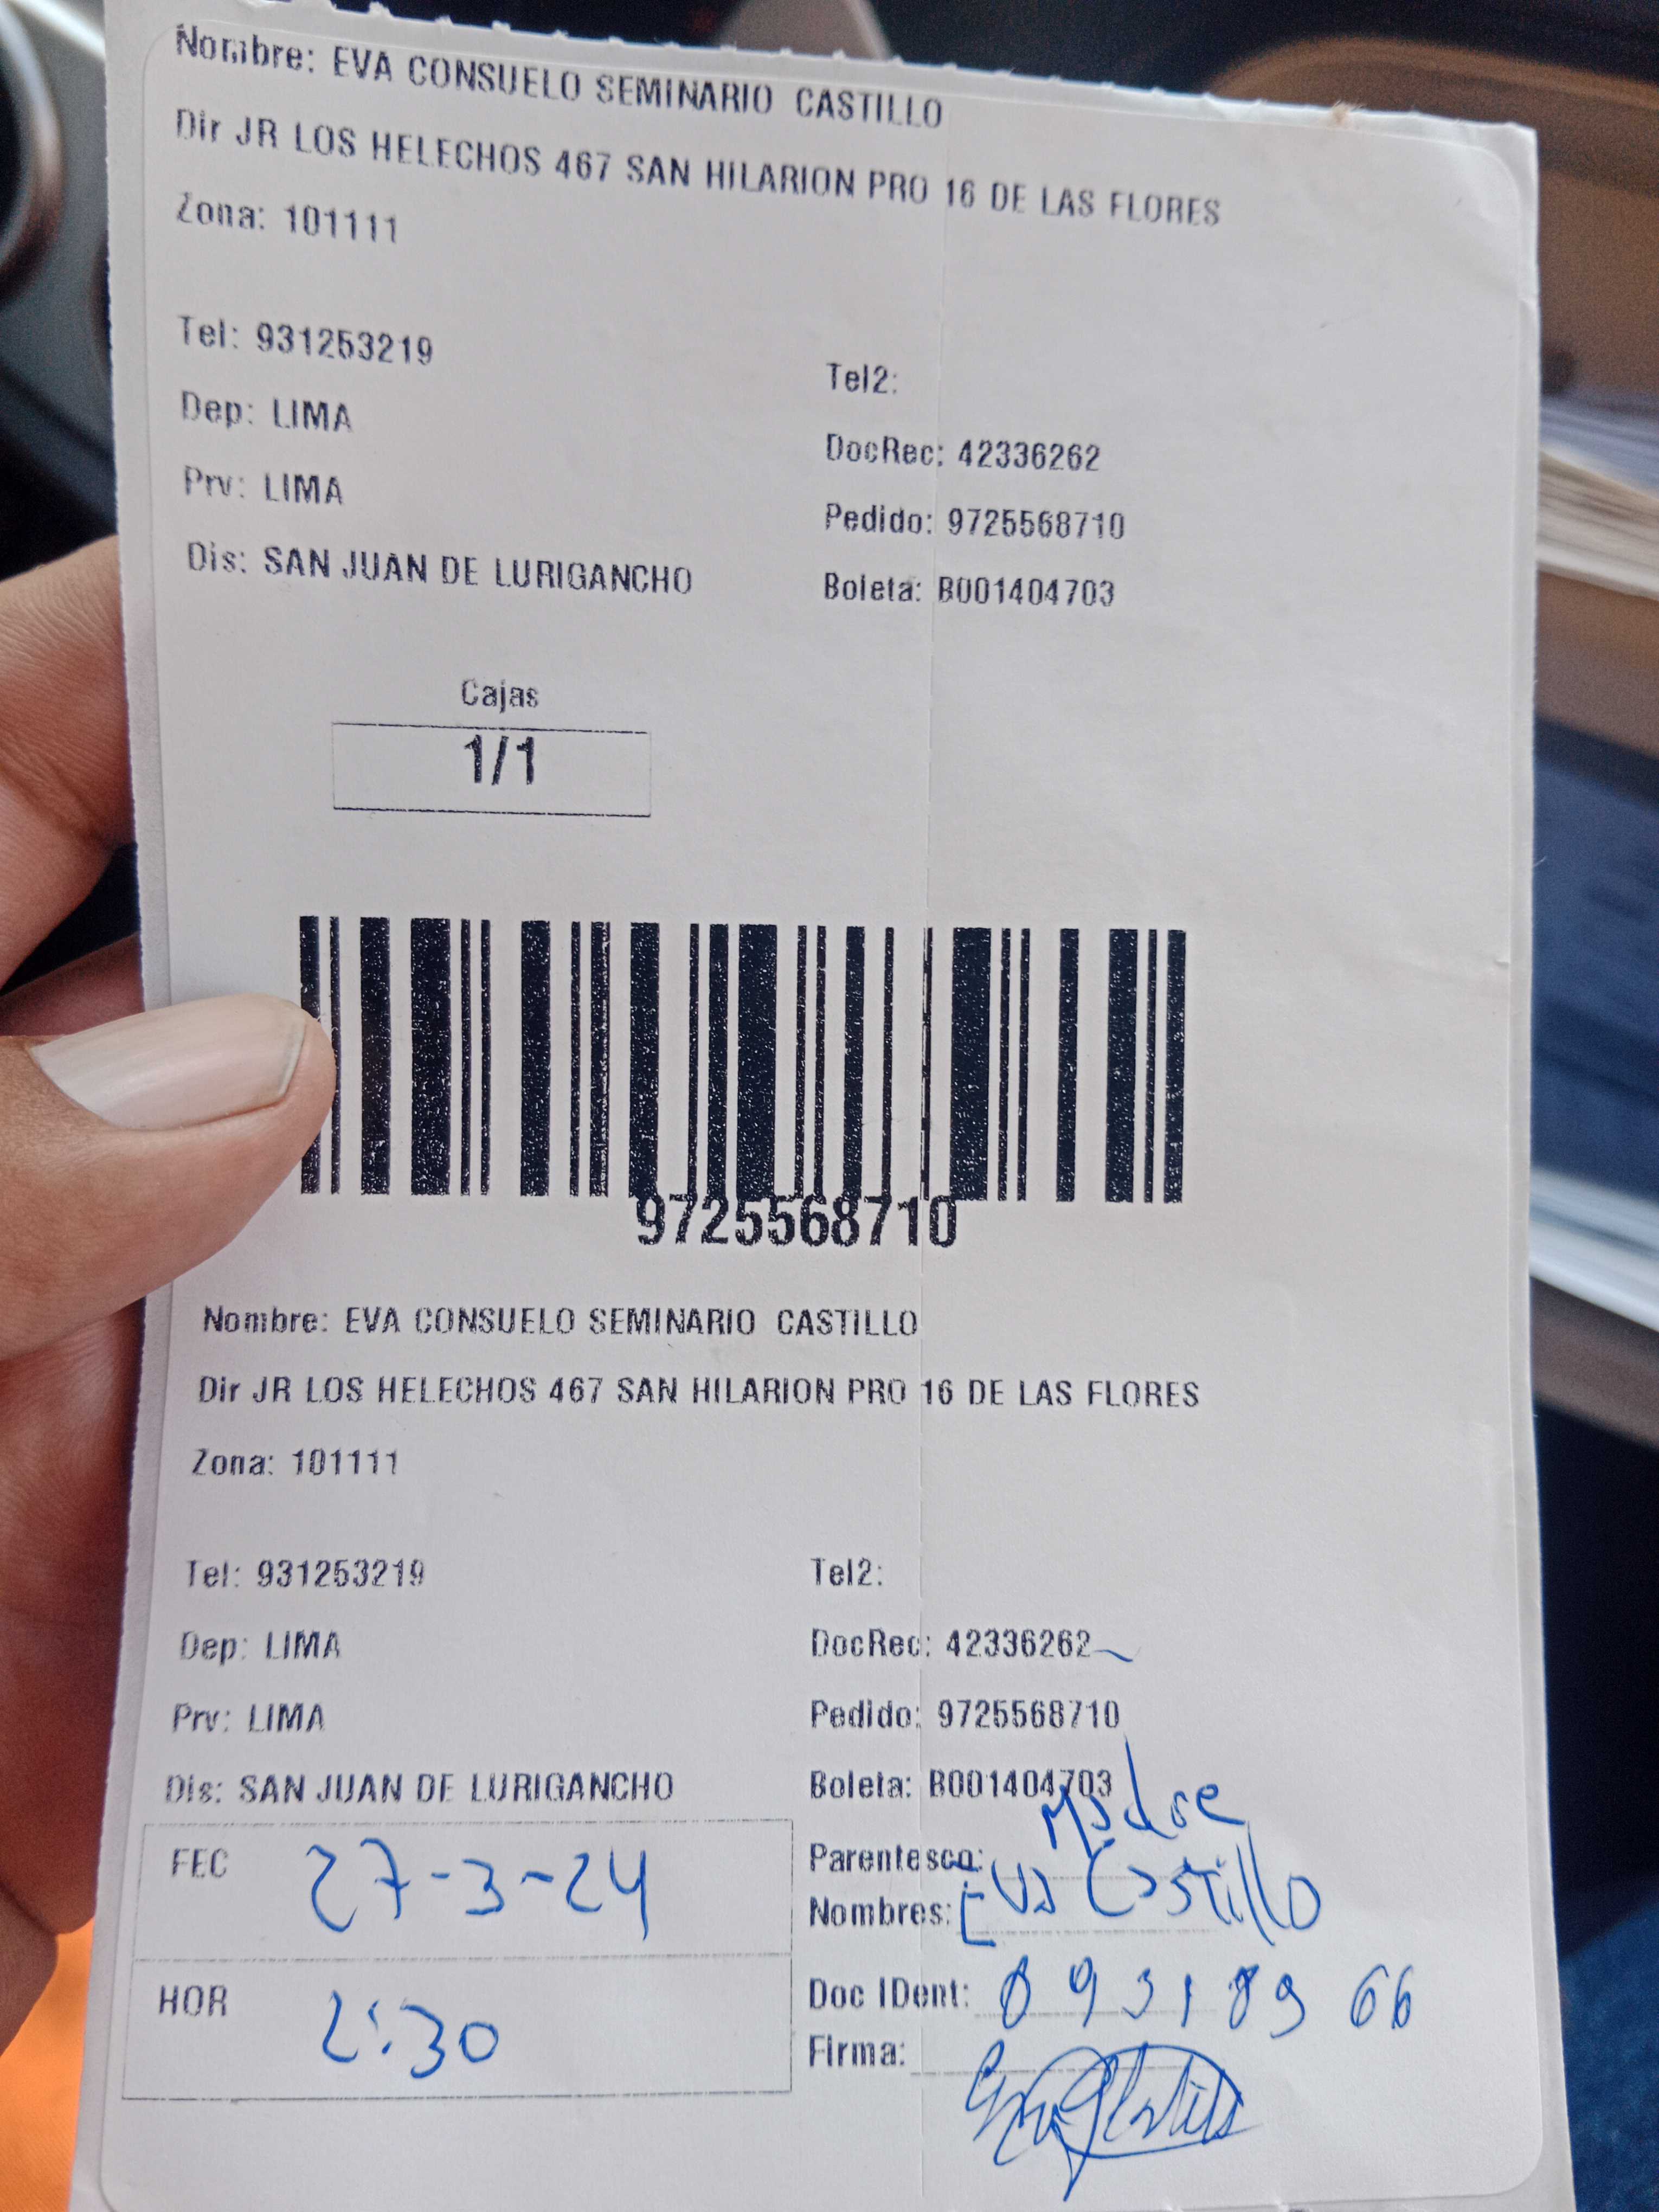 Nombre: EVA CONSUELO SEMINARIO CASTILLO
Dir JR LOS HELECHOS 467 SAN HILARION PRO 16 DE LAS FLORES
Zona: 101111
Tel: 931253219
Tel2:
Dep: LIMA
DocRec: 42336262
Prv: LIMA
Pedido: 9725568710
Dis: SAN JUAN DE LURIGANCHO
Boleta: B001404703
Cajas
1/1
9725568710
Nombre: EVA CONSUELO SEMINARIO CASTILLO
Dir JR LOS HELECHOS 467 SAN HILARION PRO 16 DE LAS FLORES
Zona: 101111
Tel: 931253219
Tel2:
Dep: LIMA
DocRec: 42336262
Prv: LIMA
Pedido: 9725568710
Dis: SAN JUAN DE LURIGANCHO
Boleta: B001404703
FEC 27-3-24
Parentesco: Madre
Nombres: Eva Castillo
HOR 2:30
Doc IDent: 09318966
Firma: